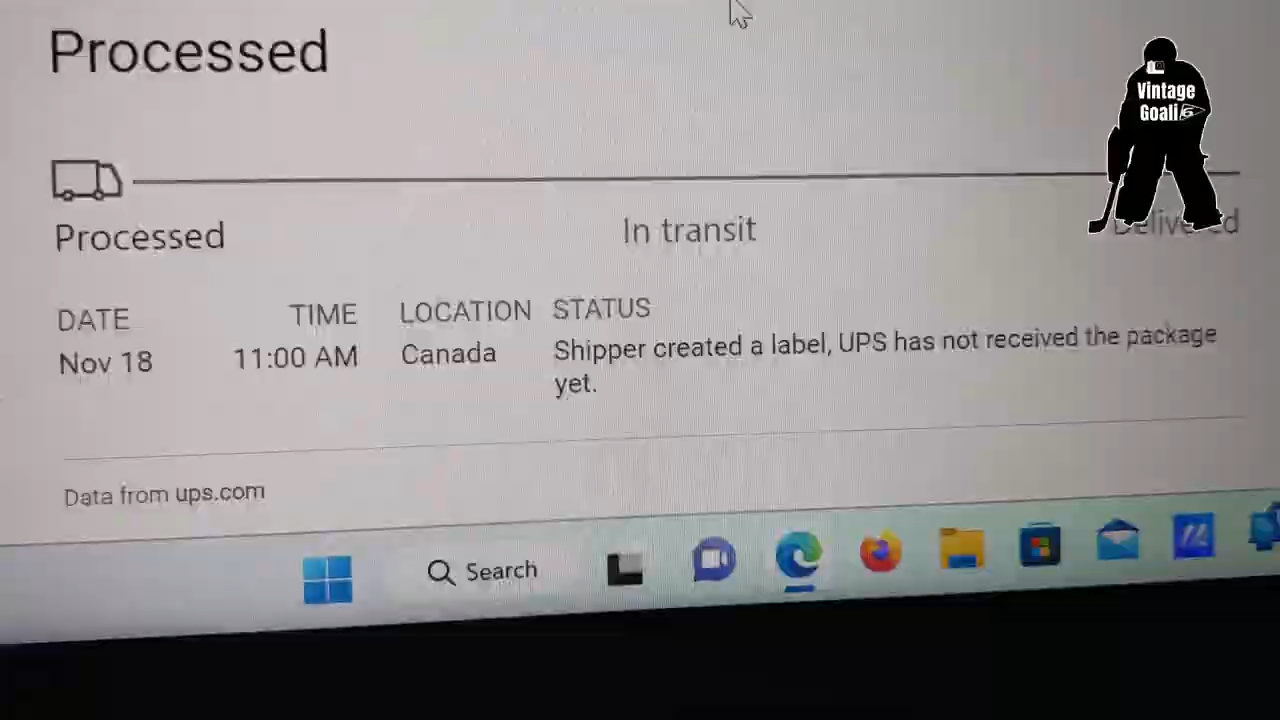 Processed
Vintage
Goali
Processed
In transit
Delivered
DATE TIME LOCATION STATUS
Nov 18 11:00 AM Canada Shipper created a label, UPS has not received the package
yet.
Data from ups.com
Search